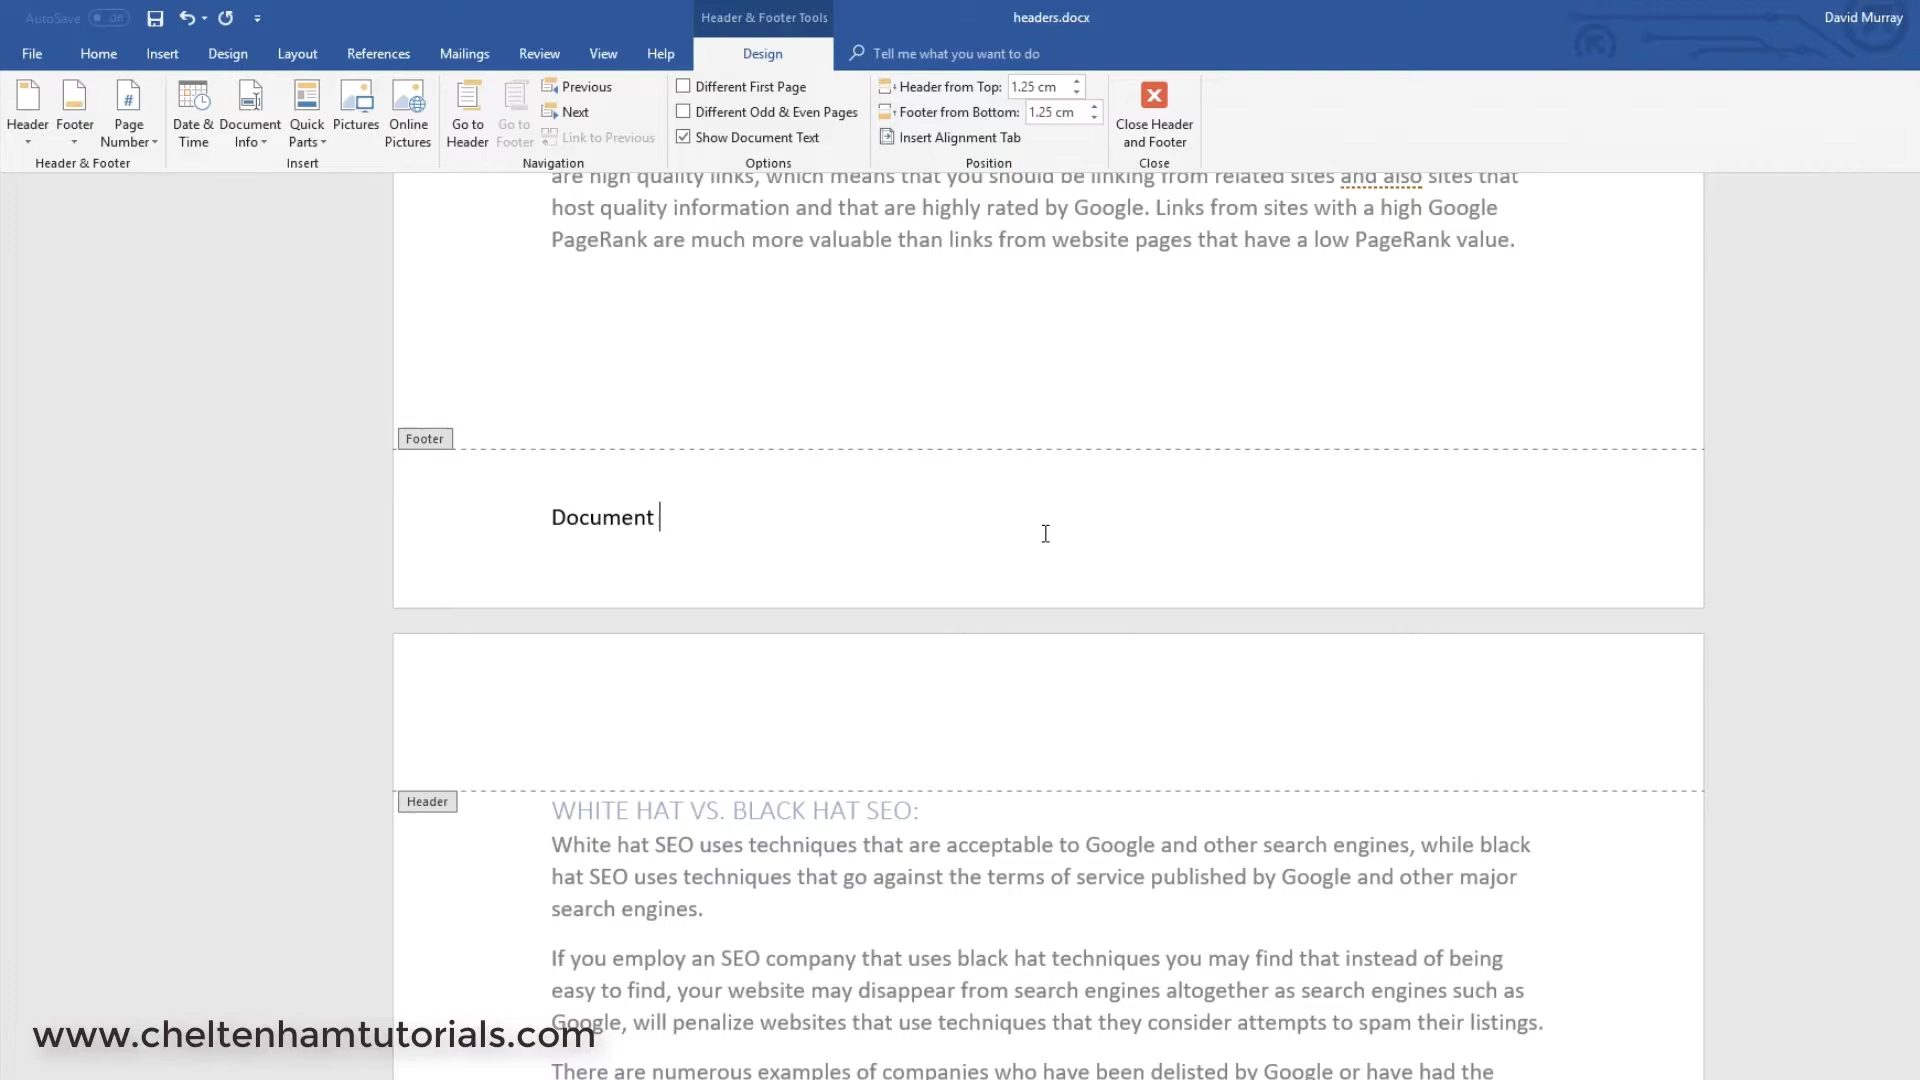 AutoSave Off
Header & Footer Tools
headers.docx
David Murray
File Home Insert Design Layout References Mailings Review View Help Design Tell me what you want to do
Header
Footer
Page Number
Header & Footer
Date & Time
Document Info
Quick Parts
Pictures
Online Pictures
Insert
Go to Header
Go to Footer
Previous
Next
Link to Previous
Navigation
Different First Page
Different Odd & Even Pages
Show Document Text
Options
Header from Top: 1.25 cm
Footer from Bottom: 1.25 cm
Insert Alignment Tab
Position
Close Header and Footer
Close
are high quality links, which means that you should be linking from related sites and also sites that
host quality information and that are highly rated by Google. Links from sites with a high Google
PageRank are much more valuable than links from website pages that have a low PageRank value.
Footer
Document
Header
WHITE HAT VS. BLACK HAT SEO:
White hat SEO uses techniques that are acceptable to Google and other search engines, while black
hat SEO uses techniques that go against the terms of service published by Google and other major
search engines.
If you employ an SEO company that uses black hat techniques you may find that instead of being
easy to find, your website may disappear from search engines altogether as search engines such as
Google, will penalize websites that use techniques that they consider attempts to spam their listings.
There are numerous examples of companies who have been delisted by Google or have had the
www.cheltenhamtutorials.com